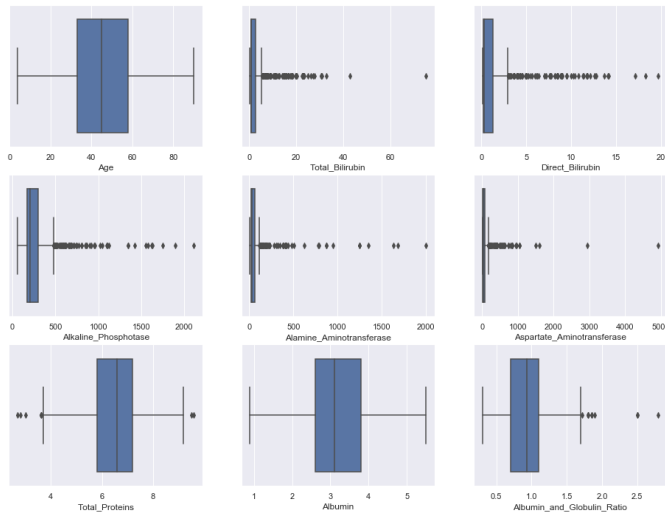 0 20 40 60 80
Age
0 20 40 60
Total_Bilirubin
0 5 10 15 20
Direct_Bilirubin
0 500 1000 1500 2000
Alkaline_Phosphotase
0 500 1000 1500 2000
Alamine_Aminotransferase
0 1000 2000 3000 4000 5000
Aspartate_Aminotransferase
4 6 8
Total_Proteins
1 2 3 4 5
Albumin
0.5 1.0 1.5 2.0 2.5
Albumin_and_Globulin_Ratio